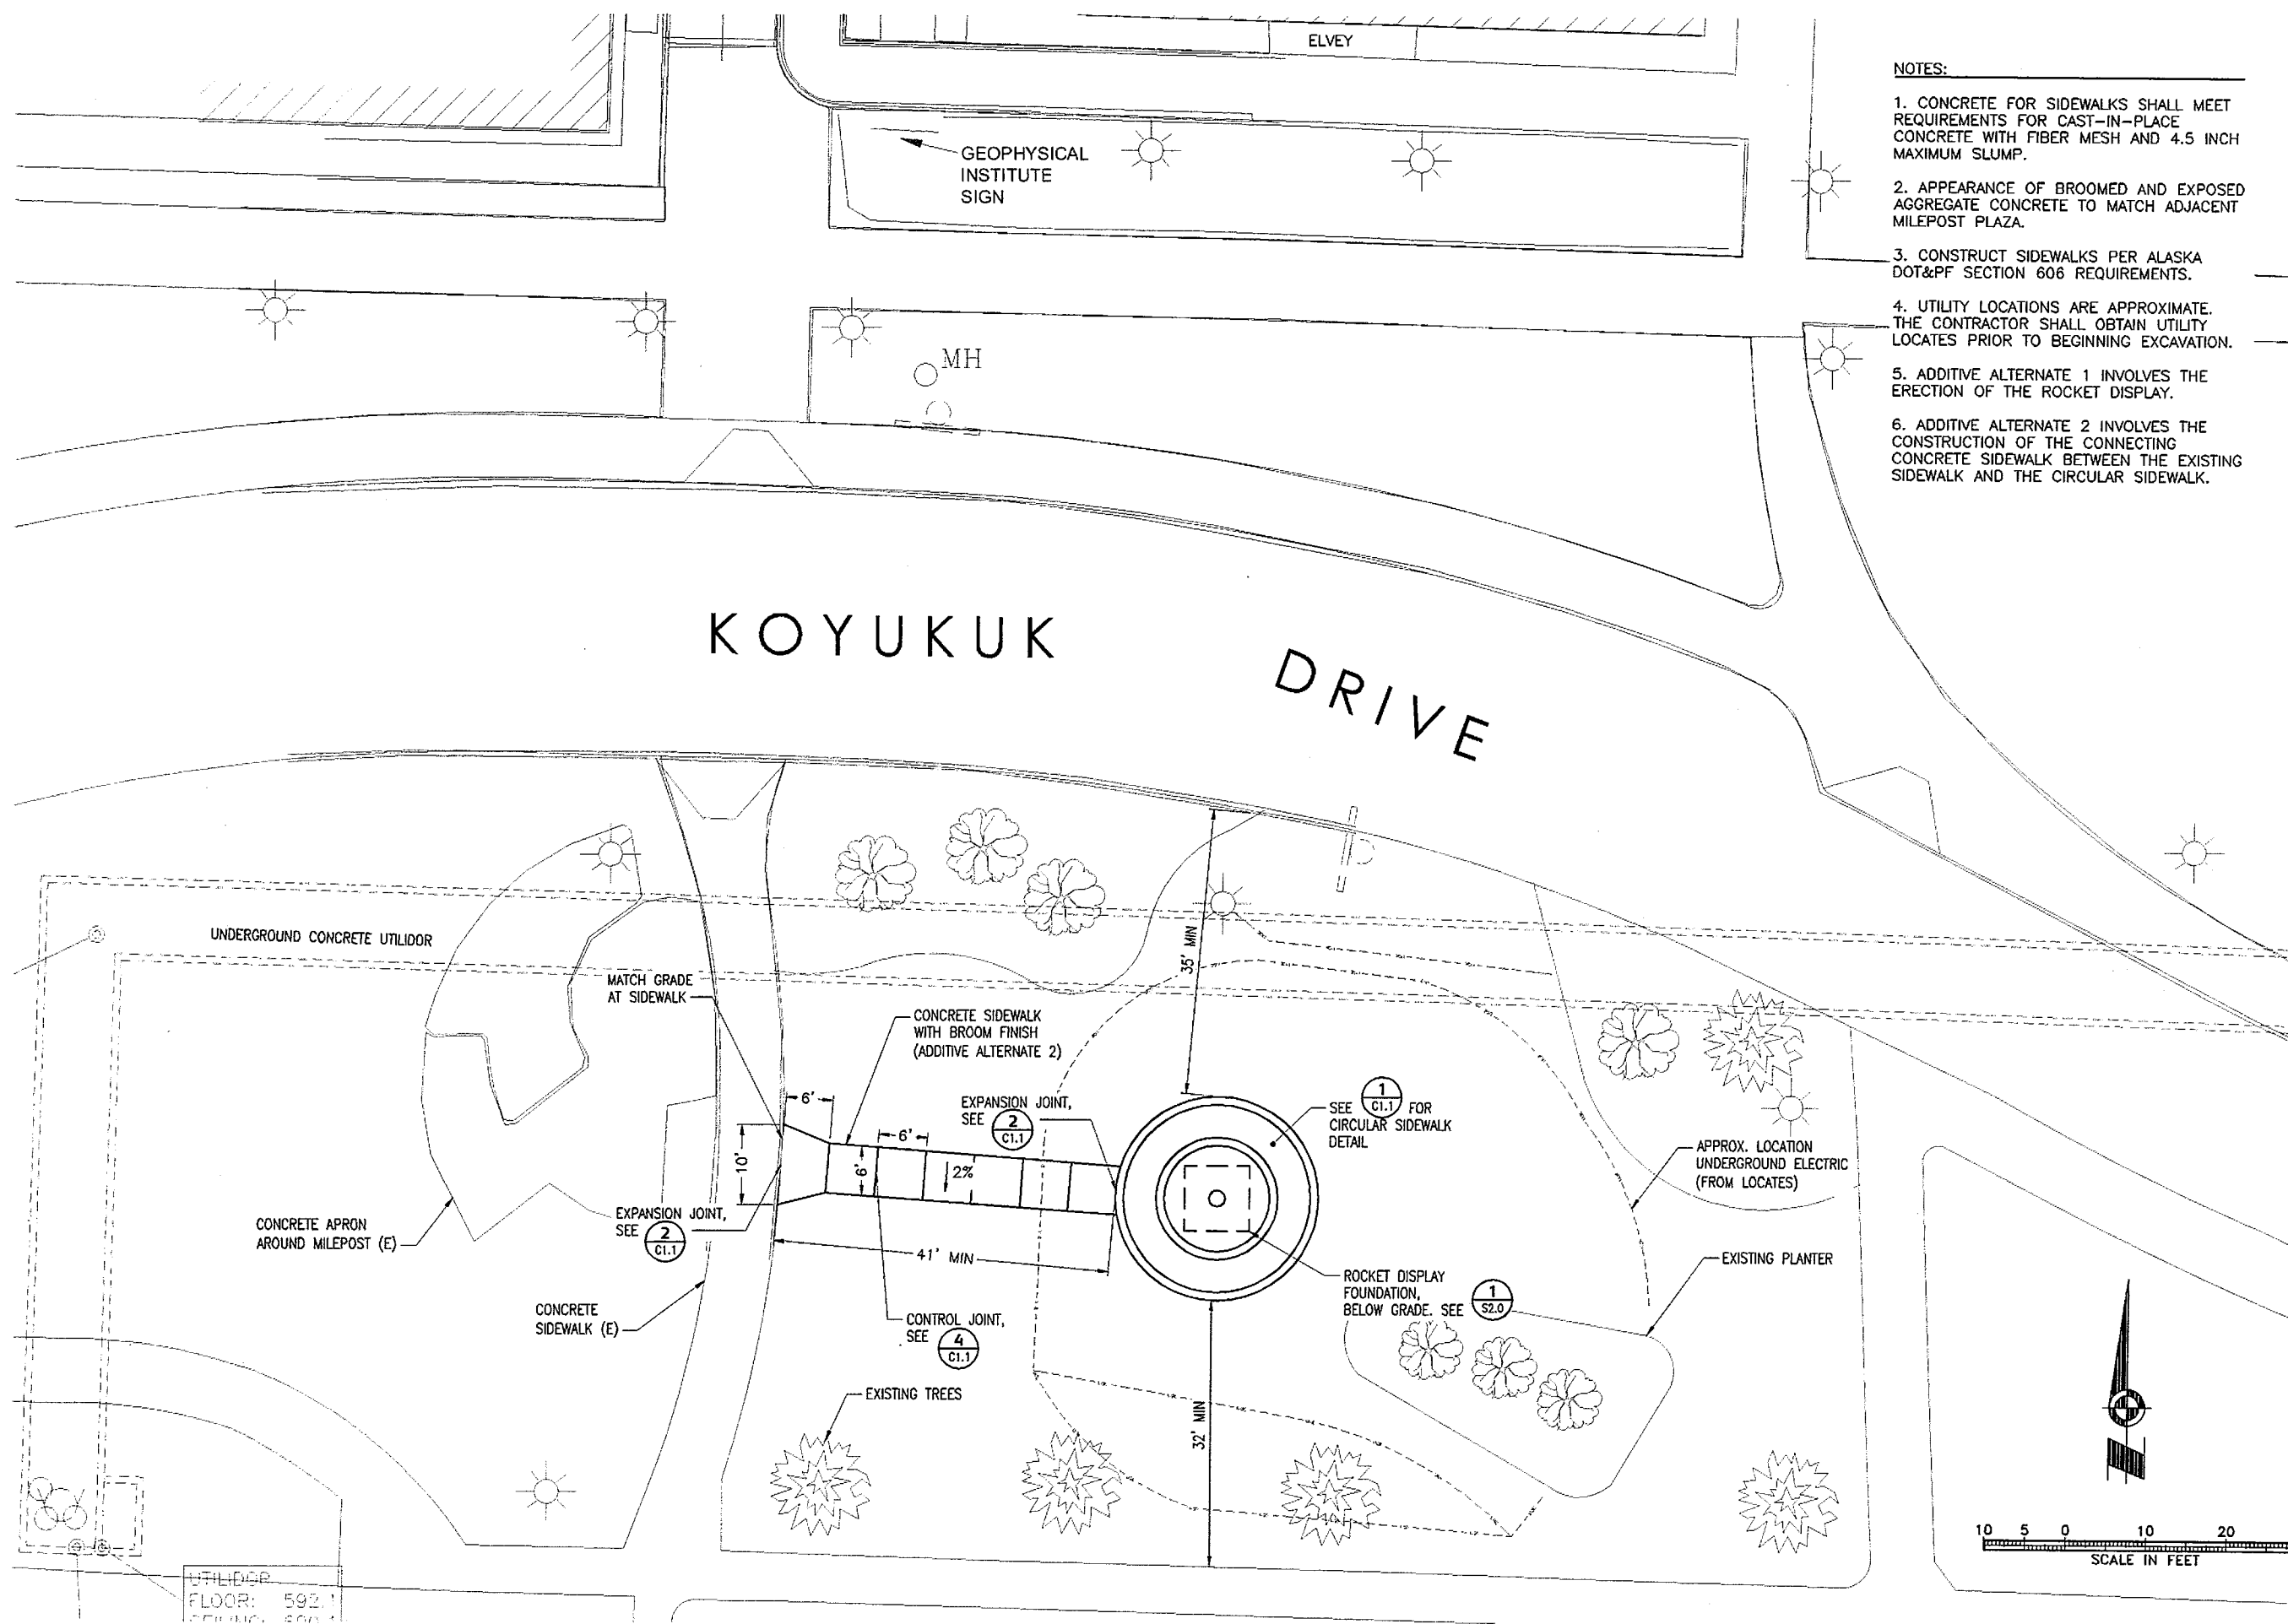 ELVEY
GEOPHYSICAL
INSTITUTE
SIGN
MH
NOTES:
1. CONCRETE FOR SIDEWALKS SHALL MEET
REQUIREMENTS FOR CAST-IN-PLACE
CONCRETE WITH FIBER MESH AND 4.5 INCH
MAXIMUM SLUMP.
2. APPEARANCE OF BROOMED AND EXPOSED
AGGREGATE CONCRETE TO MATCH ADJACENT
MILEPOST PLAZA.
3. CONSTRUCT SIDEWALKS PER ALASKA
DOT&PF SECTION 606 REQUIREMENTS.
4. UTILITY LOCATIONS ARE APPROXIMATE.
THE CONTRACTOR SHALL OBTAIN UTILITY
LOCATES PRIOR TO BEGINNING EXCAVATION.
5. ADDITIVE ALTERNATE 1 INVOLVES THE
ERECTION OF THE ROCKET DISPLAY.
6. ADDITIVE ALTERNATE 2 INVOLVES THE
CONSTRUCTION OF THE CONNECTING
CONCRETE SIDEWALK BETWEEN THE EXISTING
SIDEWALK AND THE CIRCULAR SIDEWALK.
KOYUKUK DRIVE
UNDERGROUND CONCRETE UTILIDOR
MATCH GRADE
AT SIDEWALK
CONCRETE SIDEWALK
WITH BROOM FINISH
(ADDITIVE ALTERNATE 2)
35' MIN
6'
EXPANSION JOINT,
SEE 2
C1.1
6'
10'
6'
2%
SEE 1 FOR
C1.1
CIRCULAR SIDEWALK
DETAIL
APPROX. LOCATION
UNDERGROUND ELECTRIC
(FROM LOCATES)
EXPANSION JOINT,
SEE 2
C1.1
CONCRETE APRON
AROUND MILEPOST (E)
41' MIN
EXISTING PLANTER
ROCKET DISPLAY
FOUNDATION,
BELOW GRADE. SEE 1
S2.0
CONCRETE
SIDEWALK (E)
CONTROL JOINT,
SEE 4
C1.1
EXISTING TREES
32' MIN
10 5 0 10 20
SCALE IN FEET
UTILIDOR
FLOOR: 592.1